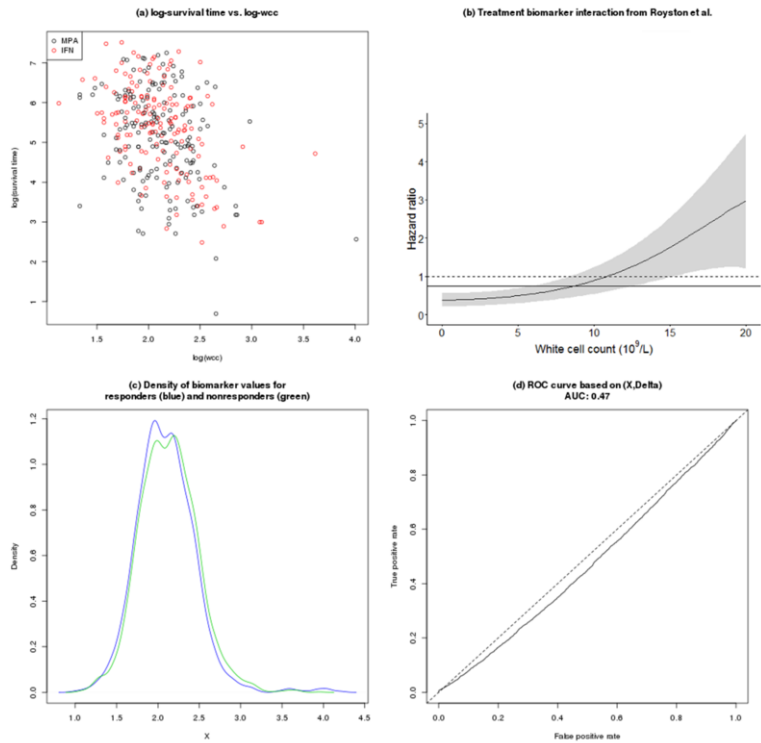 (a) log-survival time vs. log-wcc
MPA
IFN
7
6
5
4
3
2
1
log(survival time)
1.5 2.0 2.5 3.0 3.5 4.0
log(wcc)
(b) Treatment biomarker interaction from Royston et al.
5
4
3
2
1
0
Hazard ratio
0 5 10 15 20
White cell count (10^9/L)
(c) Density of biomarker values for
responders (blue) and nonresponders (green)
1.2
1.0
0.8
0.6
0.4
0.2
0.0
Density
1.0 1.5 2.0 2.5 3.0 3.5 4.0 4.5
X
(d) ROC curve based on (X,Delta)
AUC: 0.47
1.0
0.8
0.6
0.4
0.2
0.0
True positive rate
0.0 0.2 0.4 0.6 0.8 1.0
False positive rate